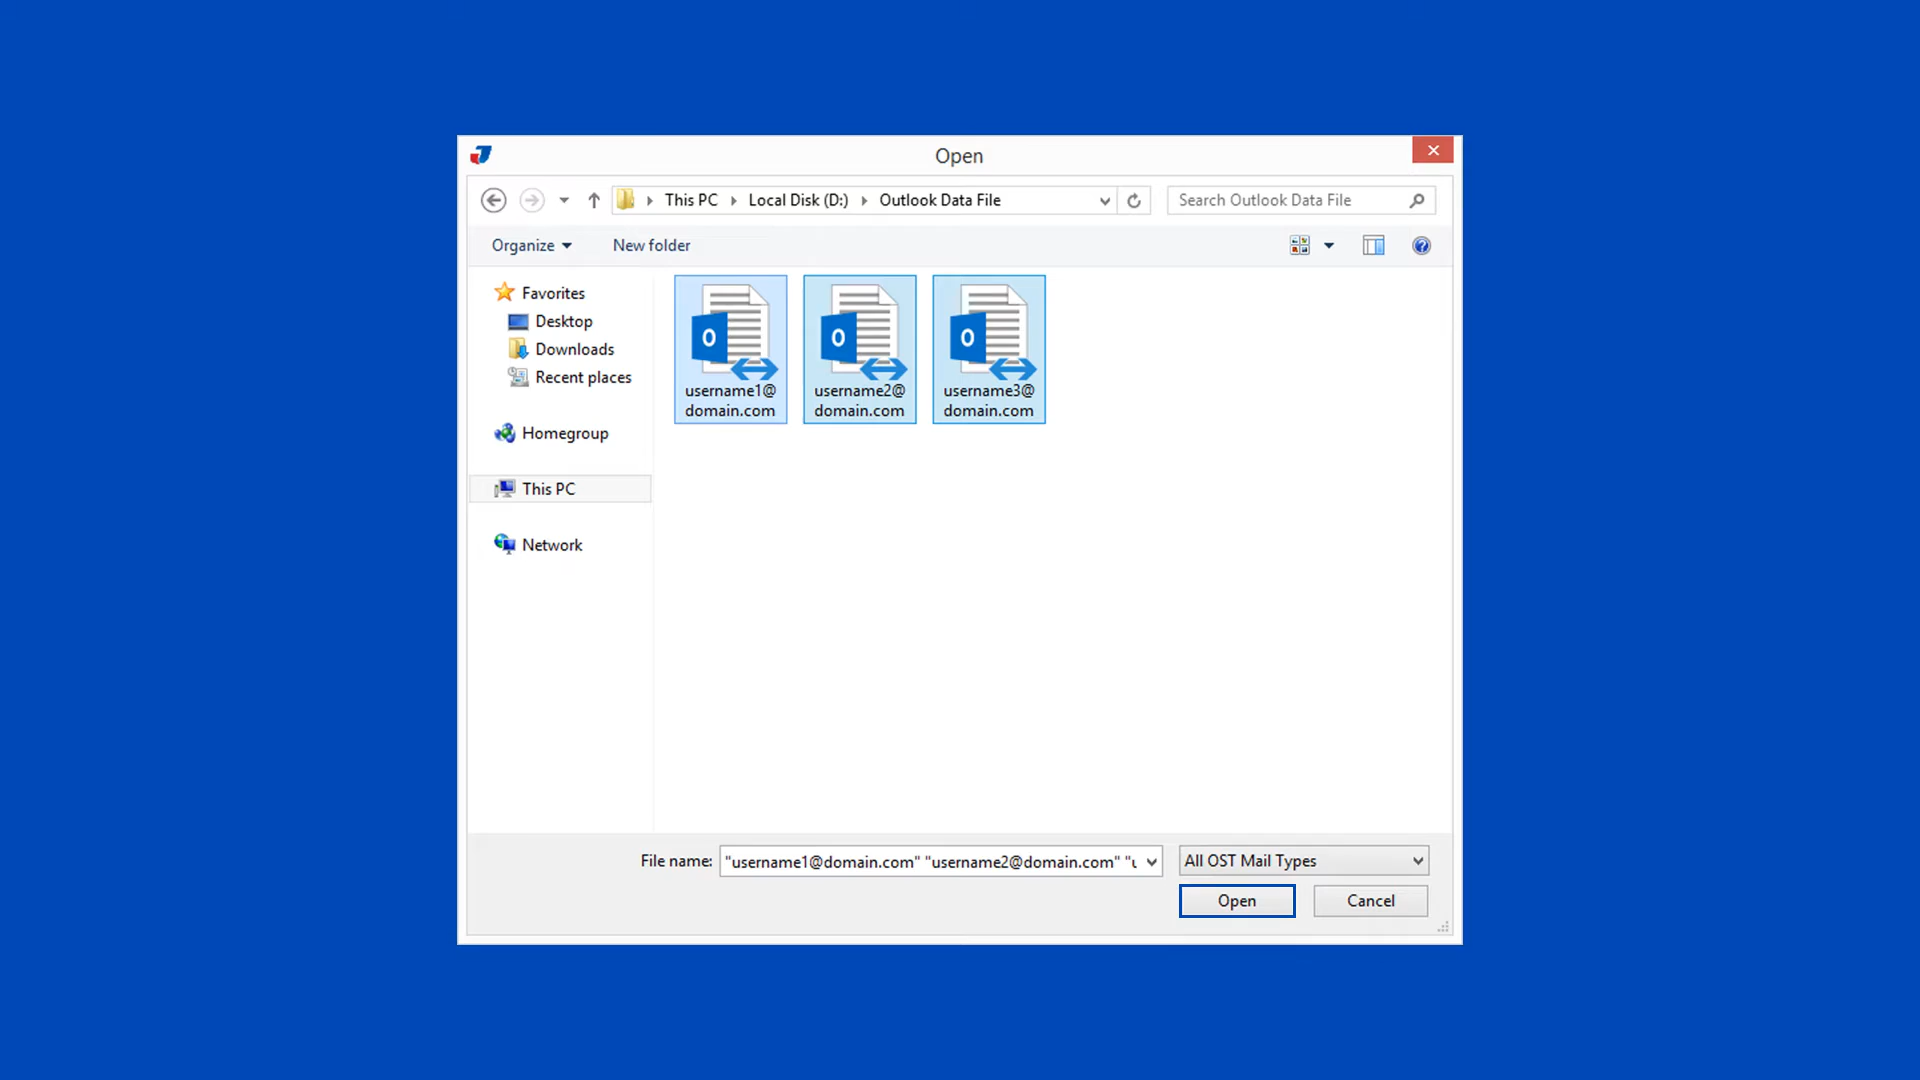 Open
This PC Local Disk (D:) Outlook Data File
Search Outlook Data File
Organize New folder
Favorites
Desktop
Downloads
Recent places
Homegroup
This PC
Network
username1@
domain.com
username2@
domain.com
username3@
domain.com
File name: "username1@domain.com" "username2@domain.com" "u
All OST Mail Types
Open Cancel